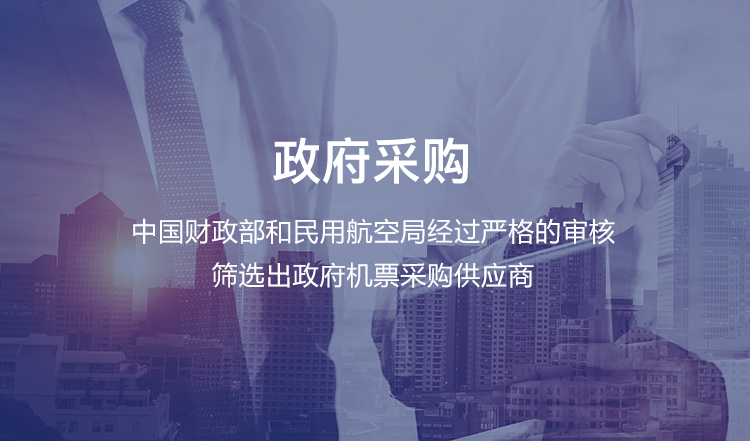 政府采购
中国财政部和民用航空局经过严格的审核
筛选出政府机票采购供应商